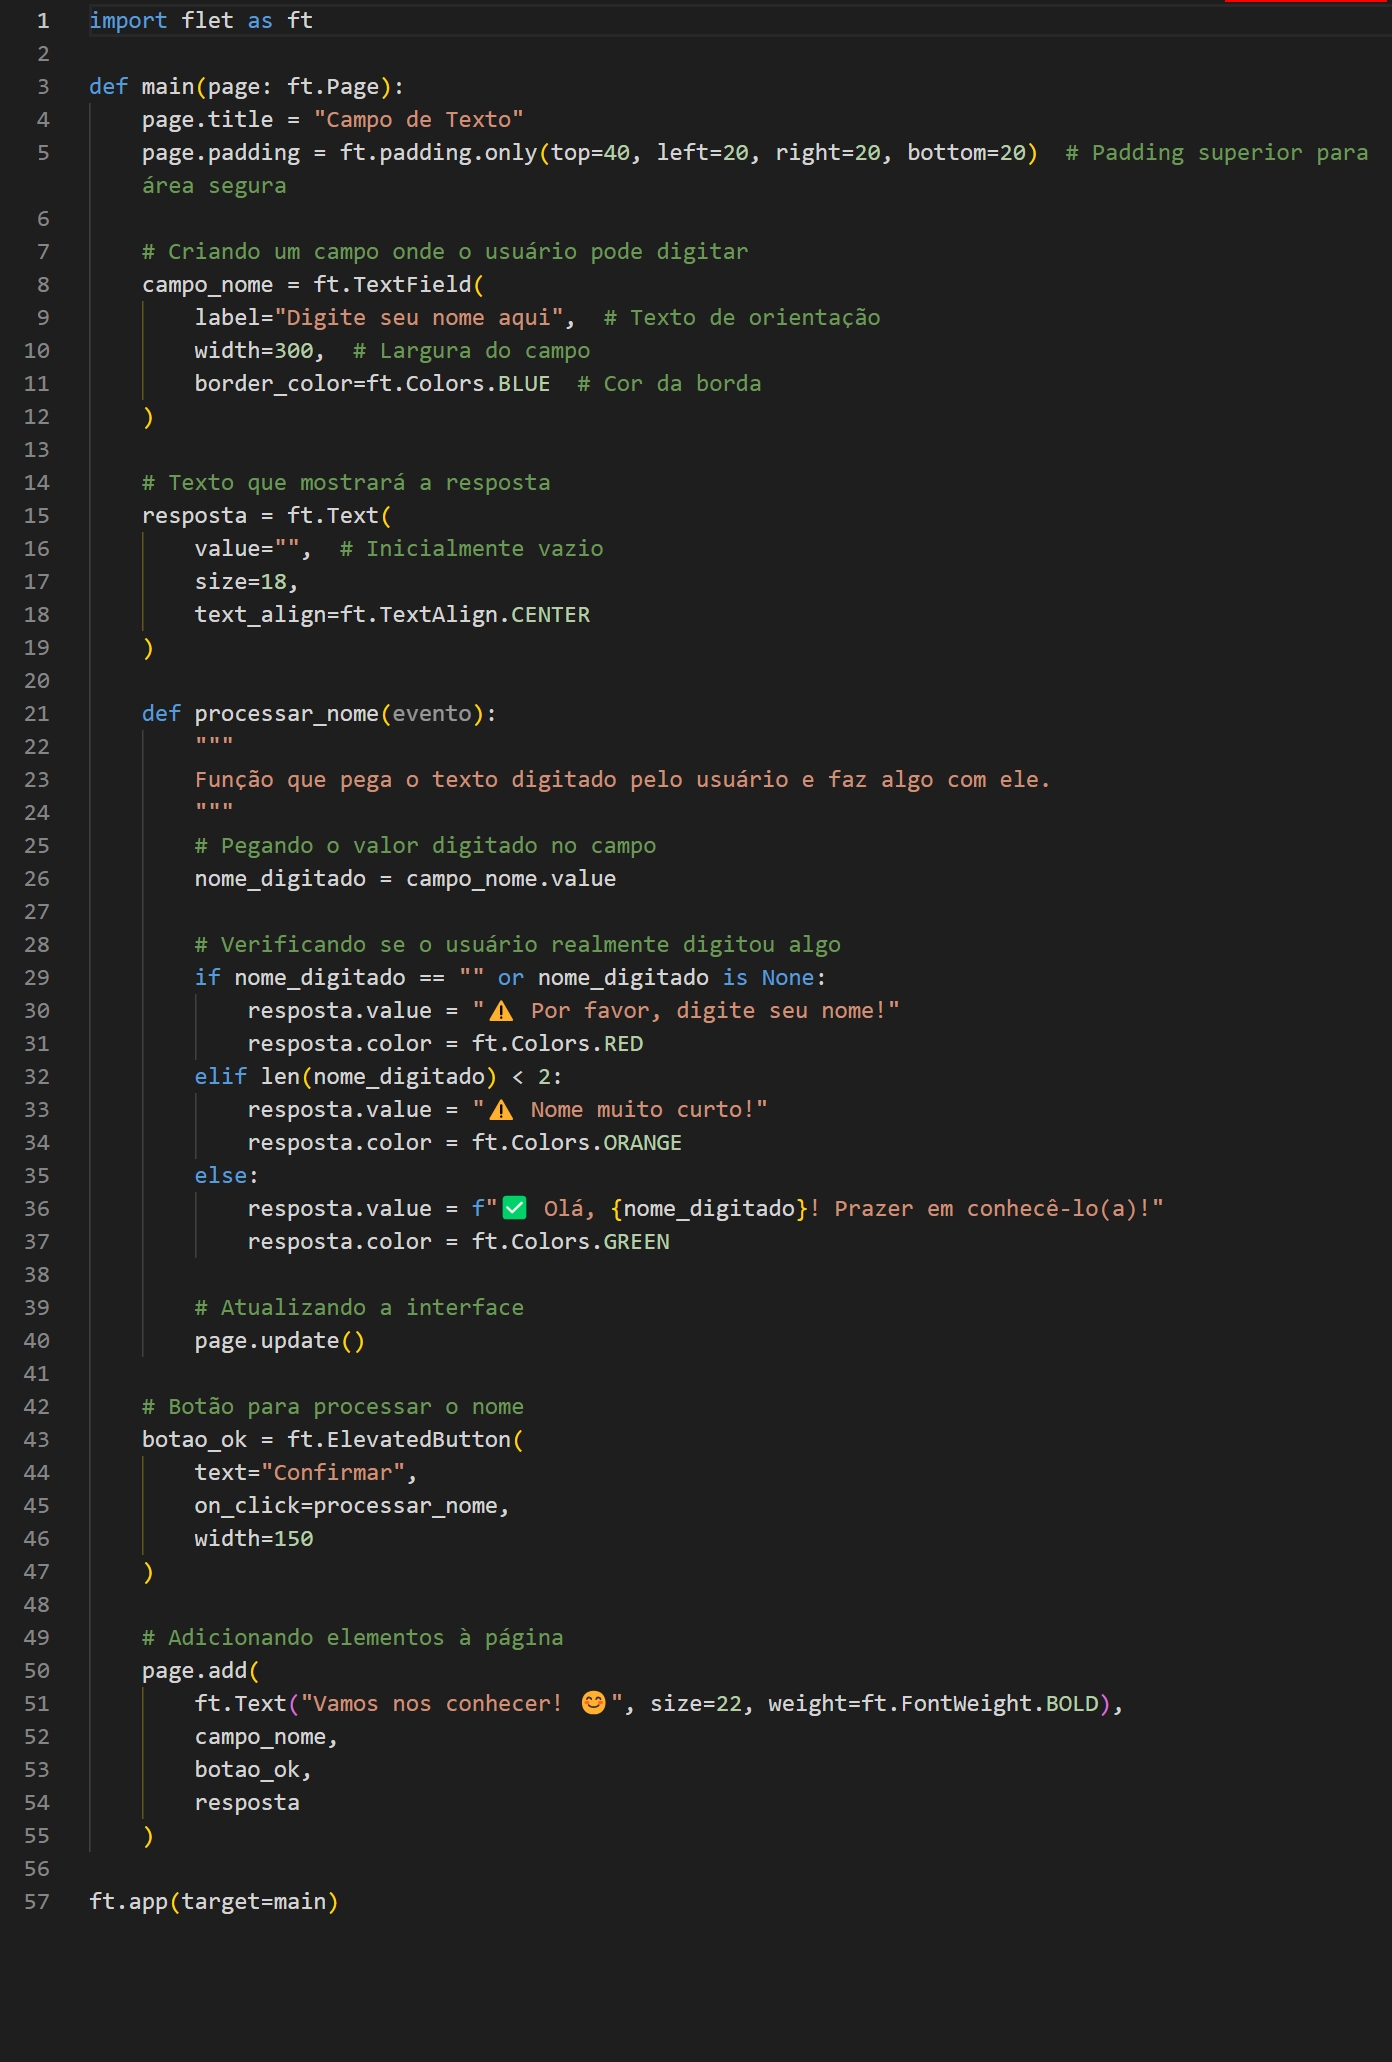 1 import flet as ft
2
3 def main(page: ft.Page):
4     page.title = "Campo de Texto"
5     page.padding = ft.padding.only(top=40, left=20, right=20, bottom=20)  # Padding superior para
      área segura
6
7     # Criando um campo onde o usuário pode digitar
8     campo_nome = ft.TextField(
9         label="Digite seu nome aqui",  # Texto de orientação
10         width=300,  # Largura do campo
11         border_color=ft.Colors.BLUE  # Cor da borda
12     )
13
14     # Texto que mostrará a resposta
15     resposta = ft.Text(
16         value="",  # Inicialmente vazio
17         size=18,
18         text_align=ft.TextAlign.CENTER
19     )
20
21     def processar_nome(evento):
22         """
23         Função que pega o texto digitado pelo usuário e faz algo com ele.
24         """
25         # Pegando o valor digitado no campo
26         nome_digitado = campo_nome.value
27
28         # Verificando se o usuário realmente digitou algo
29         if nome_digitado == "" or nome_digitado is None:
30             resposta.value = "⚠️ Por favor, digite seu nome!"
31             resposta.color = ft.Colors.RED
32         elif len(nome_digitado) < 2:
33             resposta.value = "⚠️ Nome muito curto!"
34             resposta.color = ft.Colors.ORANGE
35         else:
36             resposta.value = f"✅ Olá, {nome_digitado}! Prazer em conhecê-lo(a)!"
37             resposta.color = ft.Colors.GREEN
38
39         # Atualizando a interface
40         page.update()
41
42     # Botão para processar o nome
43     botao_ok = ft.ElevatedButton(
44         text="Confirmar",
45         on_click=processar_nome,
46         width=150
47     )
48
49     # Adicionando elementos à página
50     page.add(
51         ft.Text("Vamos nos conhecer! 😊", size=22, weight=ft.FontWeight.BOLD),
52         campo_nome,
53         botao_ok,
54         resposta
55     )
56
57 ft.app(target=main)